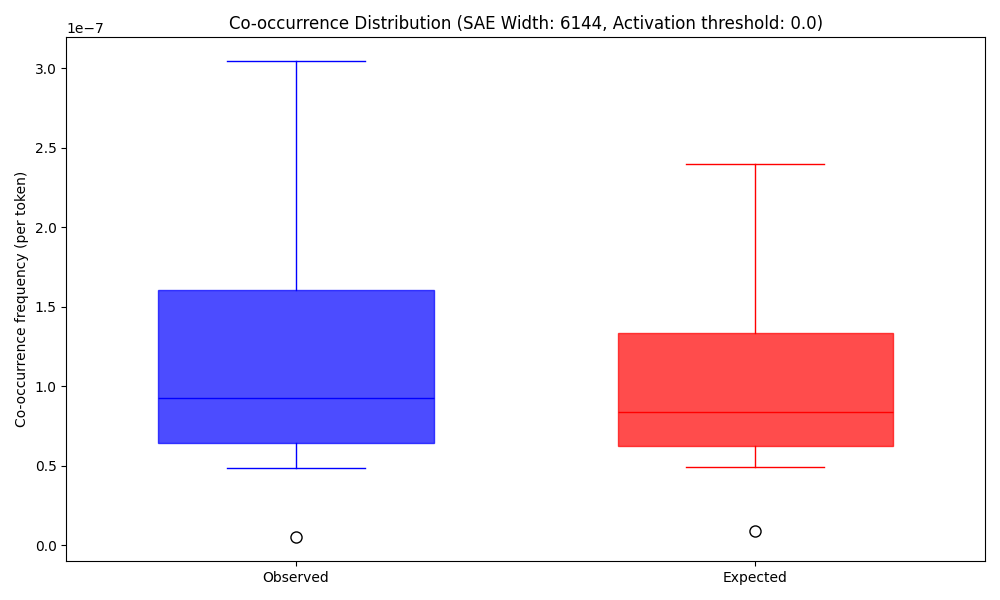 Co-occurrence Distribution (SAE Width: 6144, Activation threshold: 0.0)
1e−7
3.0
2.5
2.0
1.5
1.0
0.5
0.0
Co-occurrence frequency (per token)
Observed
Expected